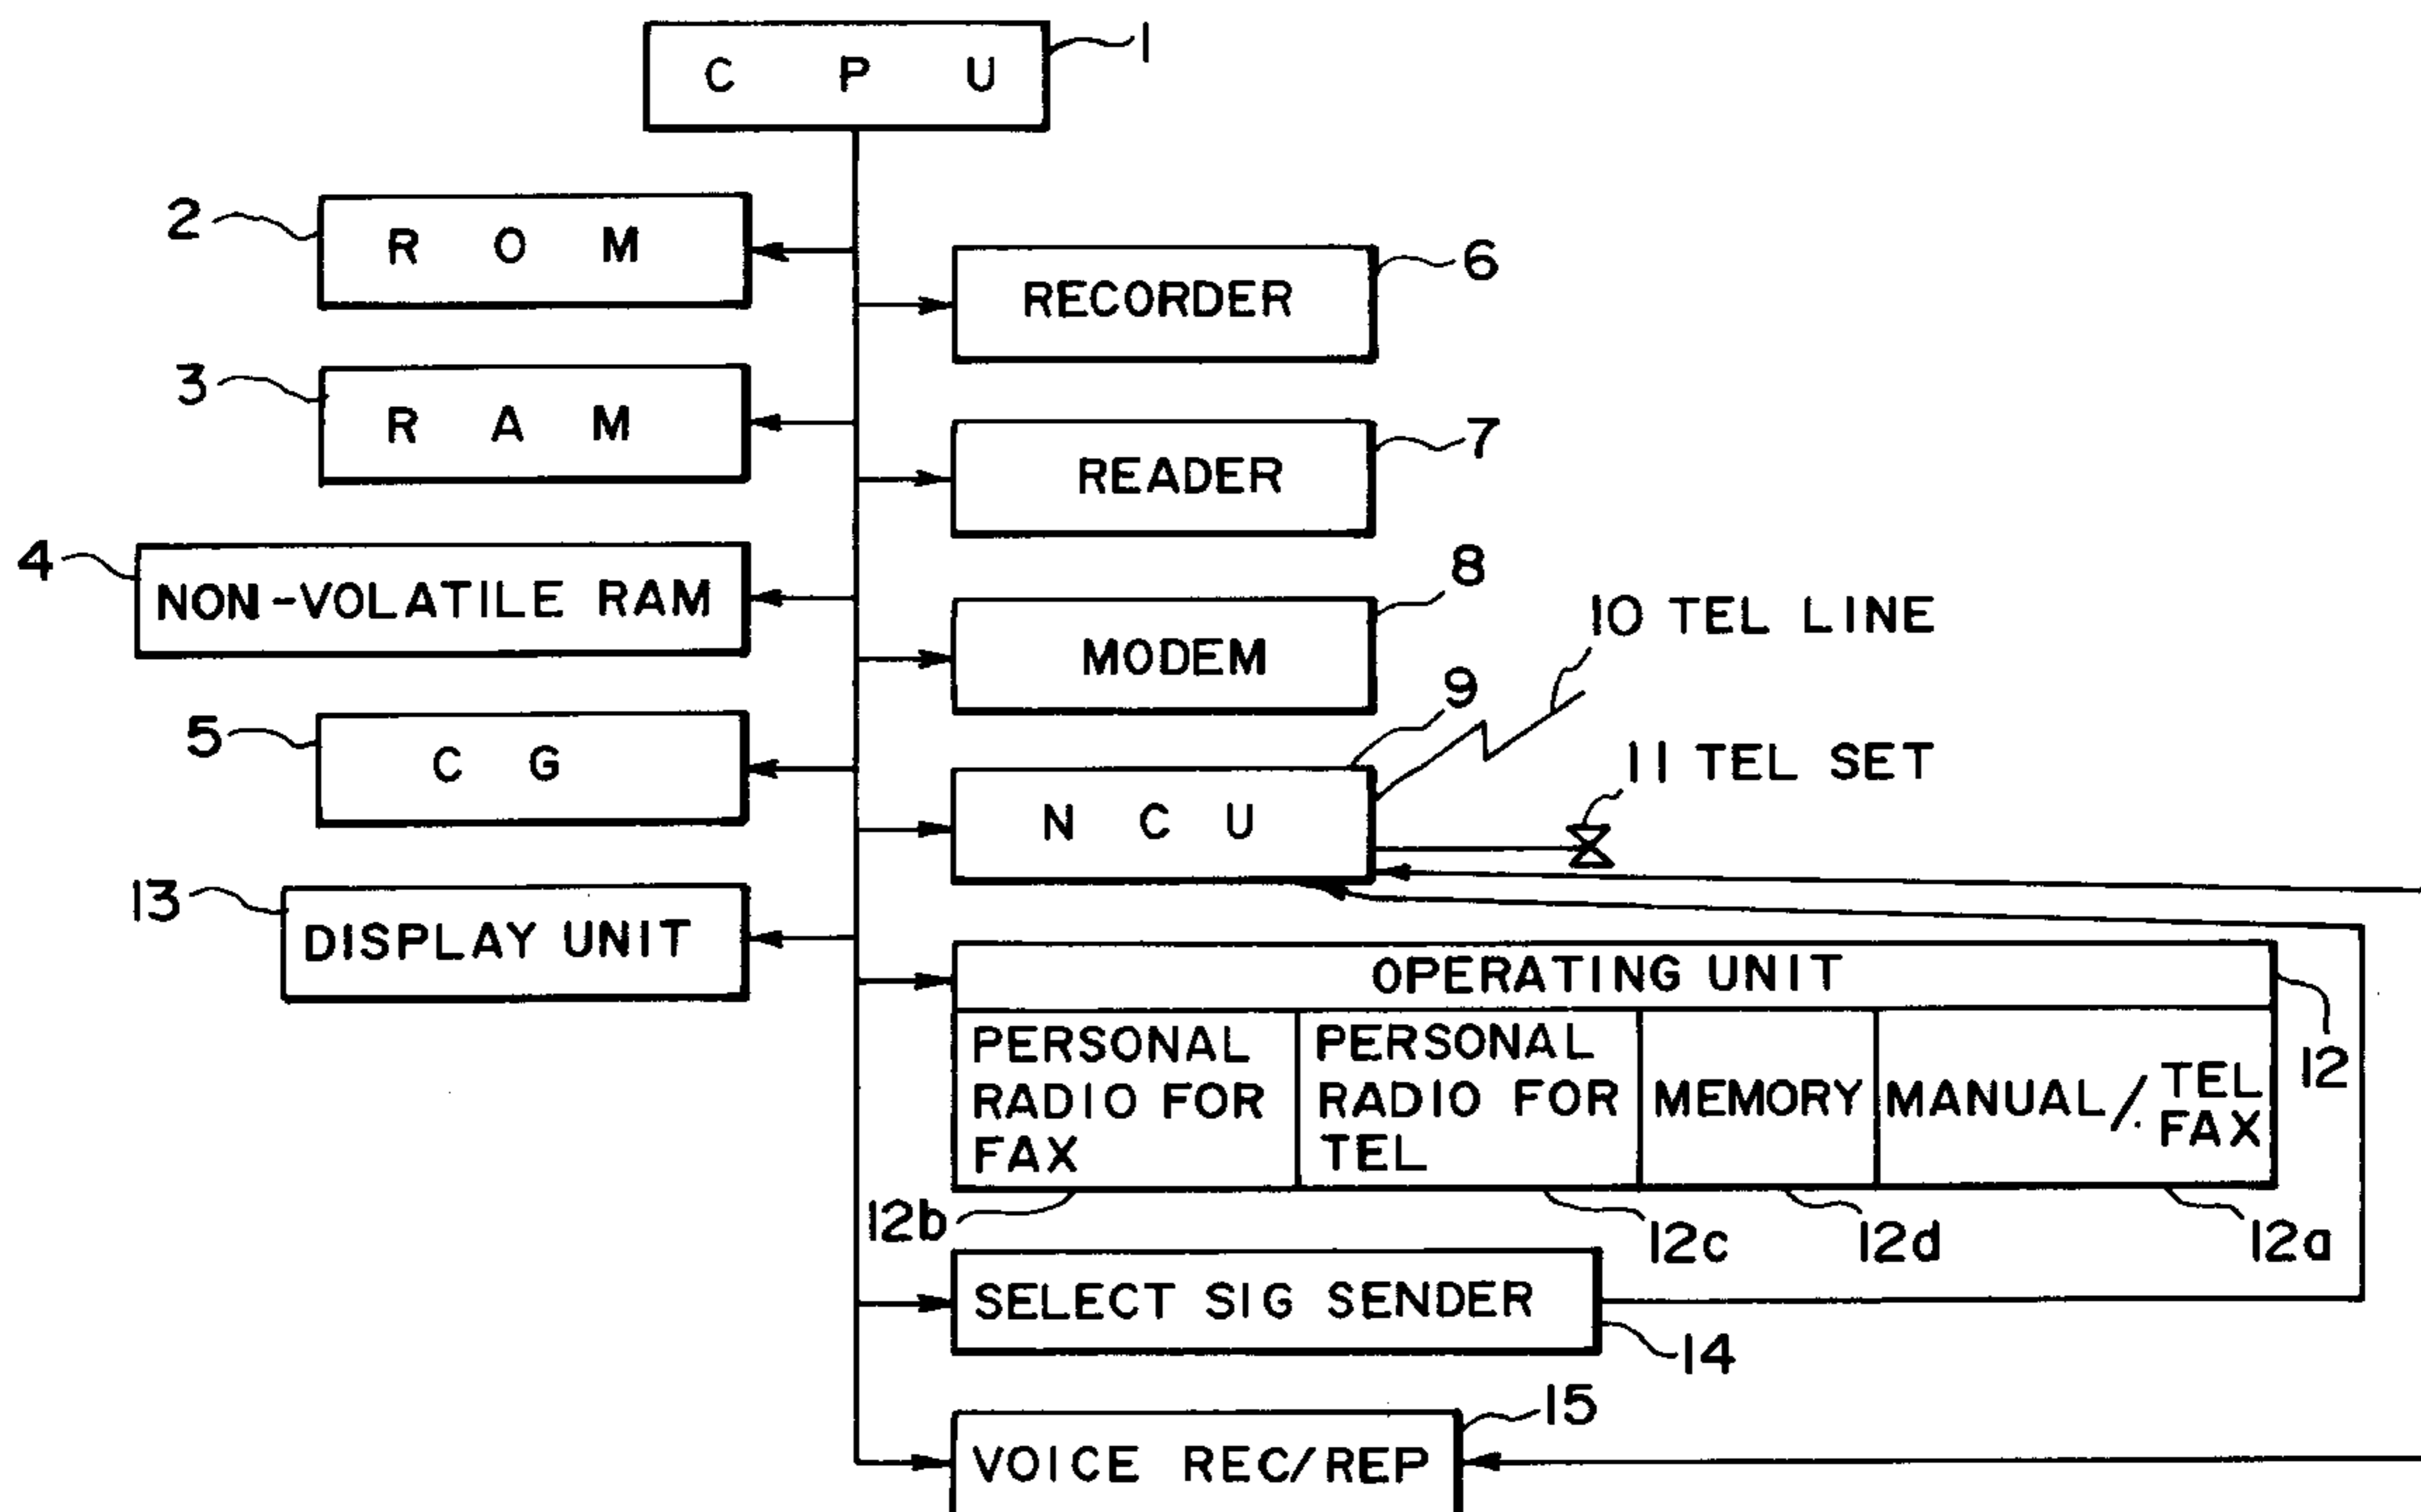 C P U
1
2
R O M
RECORDER
6
3
R A M
READER
7
4
NON-VOLATILE RAM
MODEM
8
10 TEL LINE
5
C G
N C U
9
11 TEL SET
13
DISPLAY UNIT
OPERATING UNIT
12
PERSONAL
RADIO FOR
FAX
PERSONAL
RADIO FOR
TEL
MEMORY
MANUAL/TEL
FAX
12b
12c
12d
12a
SELECT SIG SENDER
14
VOICE REC/REP
15